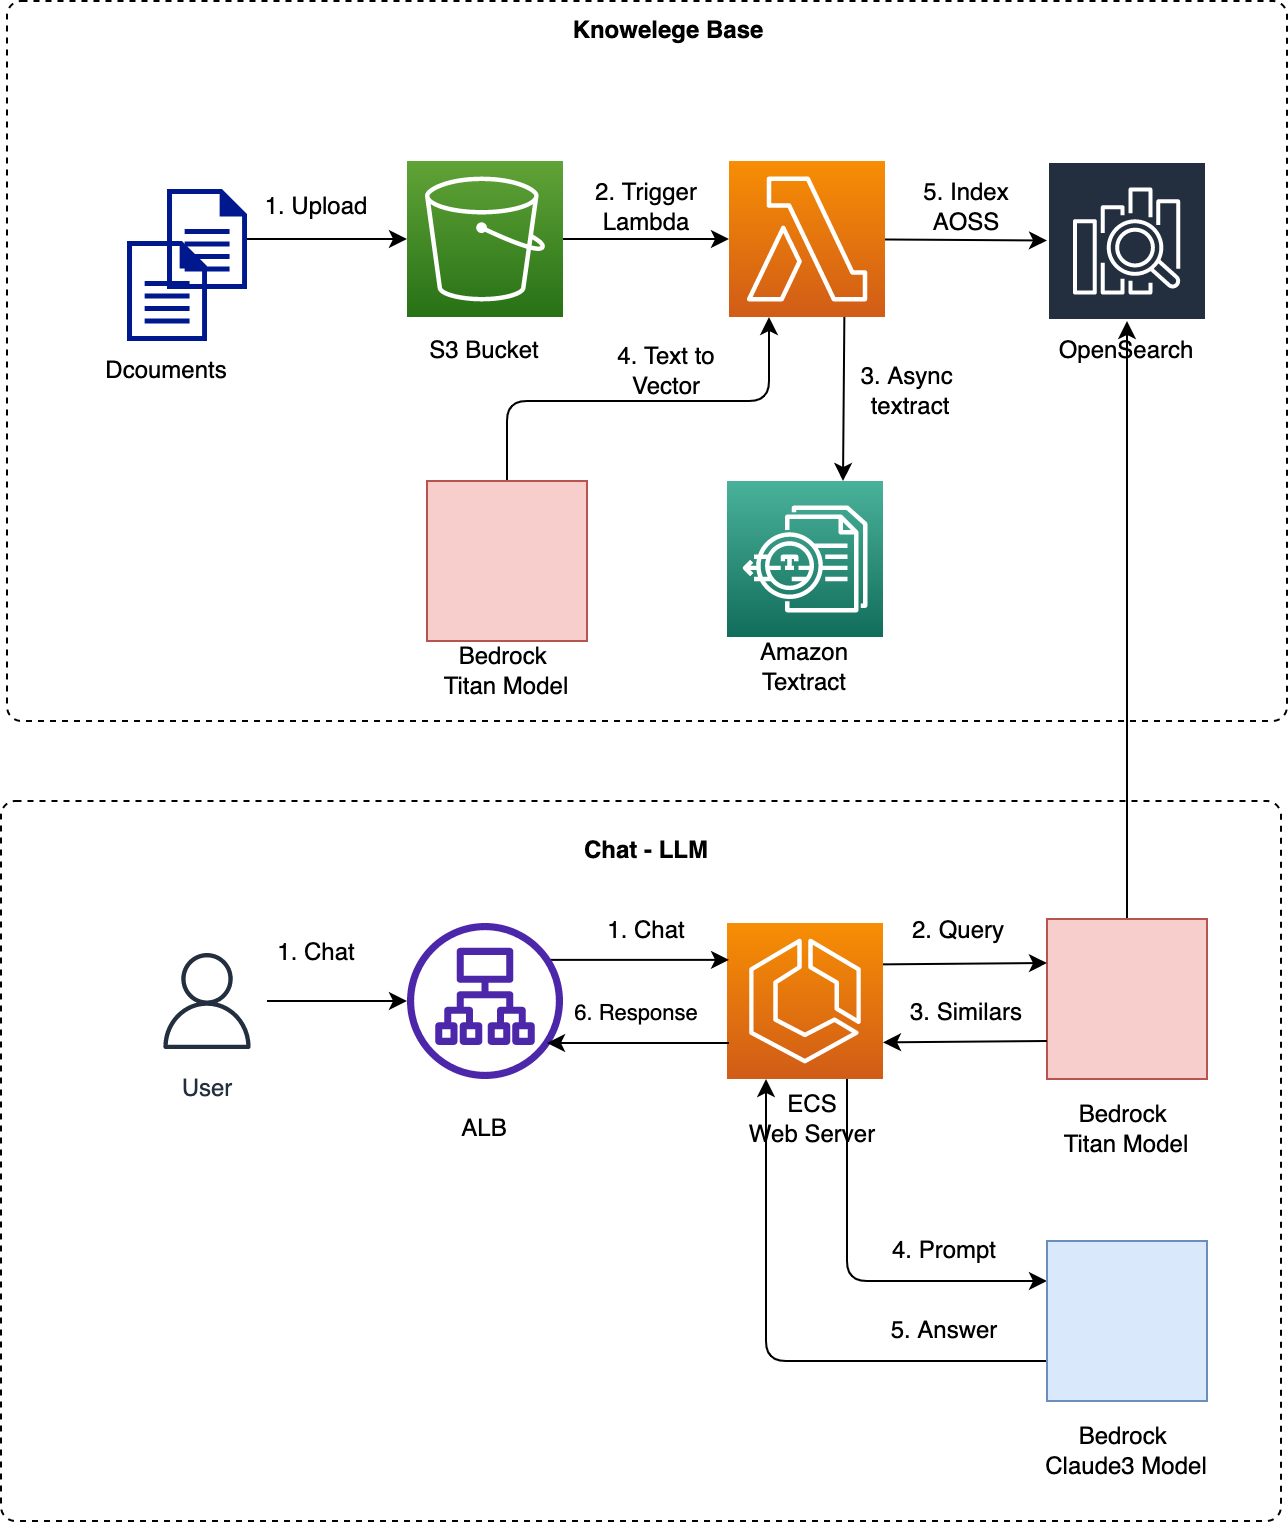 Knowelege Base
1. Upload
2. Trigger
Lambda
5. Index
AOSS
Dcouments
S3 Bucket
4. Text to
Vector
3. Async
textract
OpenSearch
Bedrock
Titan Model
Amazon
Textract
Chat - LLM
1. Chat
1. Chat
2. Query
6. Response
3. Similars
User
ALB
ECS
Web Server
Bedrock
Titan Model
4. Prompt
5. Answer
Bedrock
Claude3 Model